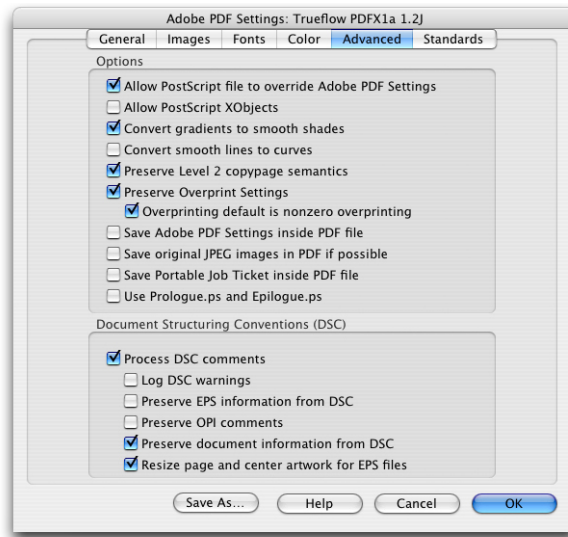 Adobe PDF Settings: Trueflow PDFX1a 1.2J
General Images Fonts Color Advanced Standards
Options
Allow PostScript file to override Adobe PDF Settings
Allow PostScript XObjects
Convert gradients to smooth shades
Convert smooth lines to curves
Preserve Level 2 copypage semantics
Preserve Overprint Settings
Overprinting default is nonzero overprinting
Save Adobe PDF Settings inside PDF file
Save original JPEG images in PDF if possible
Save Portable Job Ticket inside PDF file
Use Prologue.ps and Epilogue.ps
Document Structuring Conventions (DSC)
Process DSC comments
Log DSC warnings
Preserve EPS information from DSC
Preserve OPI comments
Preserve document information from DSC
Resize page and center artwork for EPS files
Save As... Help Cancel OK